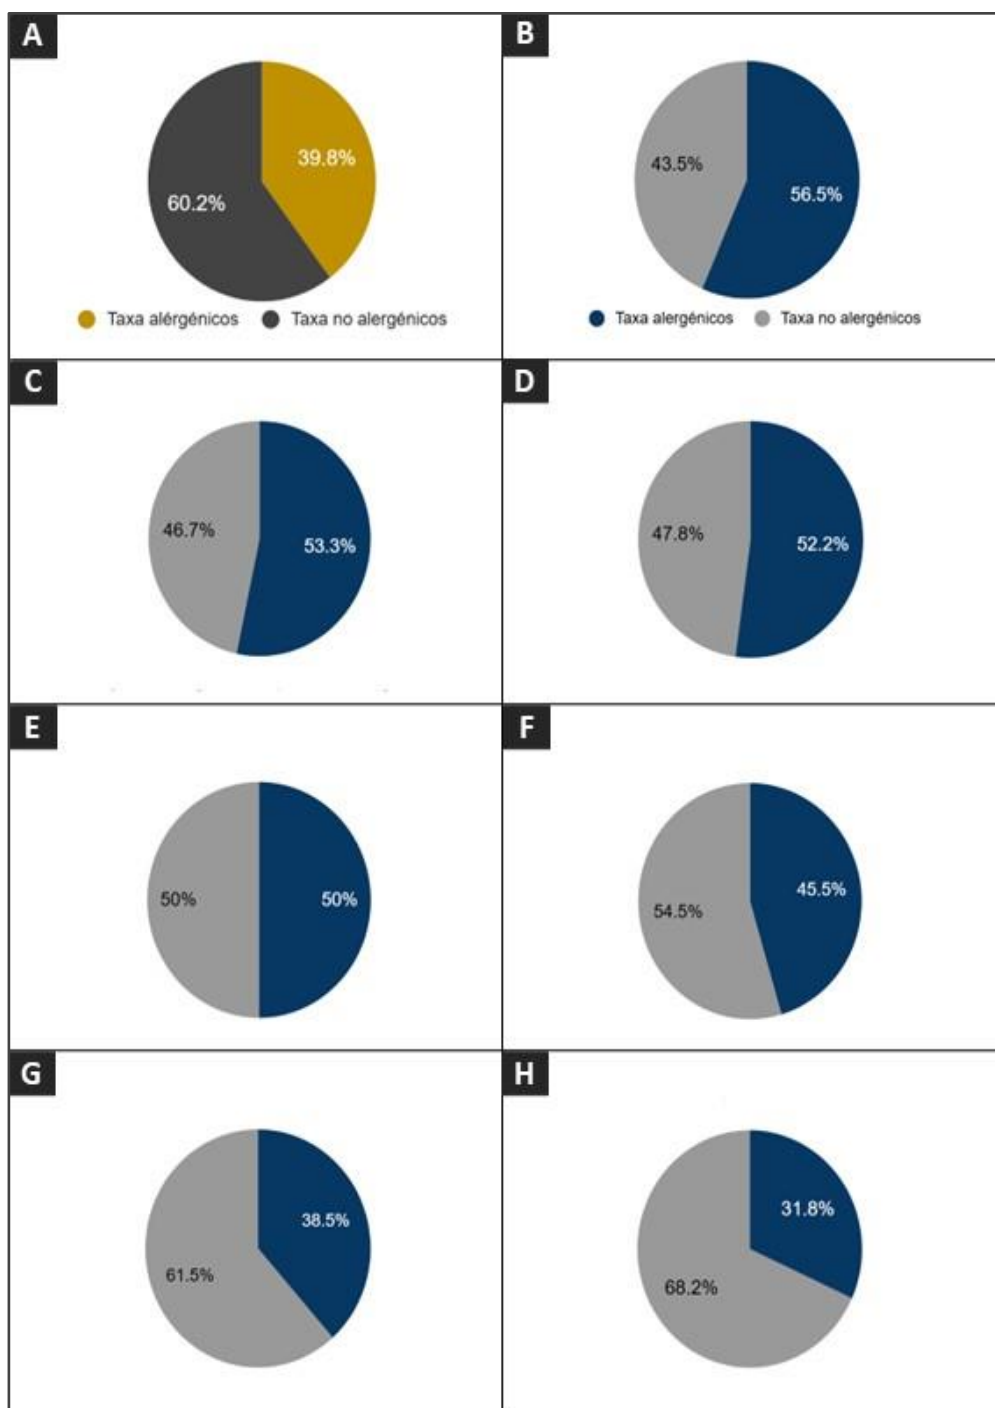 A
39.8%
60.2%
Taxa alérgénicos Taxa no alergénicos
B
43.5%
56.5%
Taxa alergénicos Taxa no alergénicos
C
46.7%
53.3%
D
47.8%
52.2%
E
50%
50%
F
45.5%
54.5%
G
38.5%
61.5%
H
31.8%
68.2%